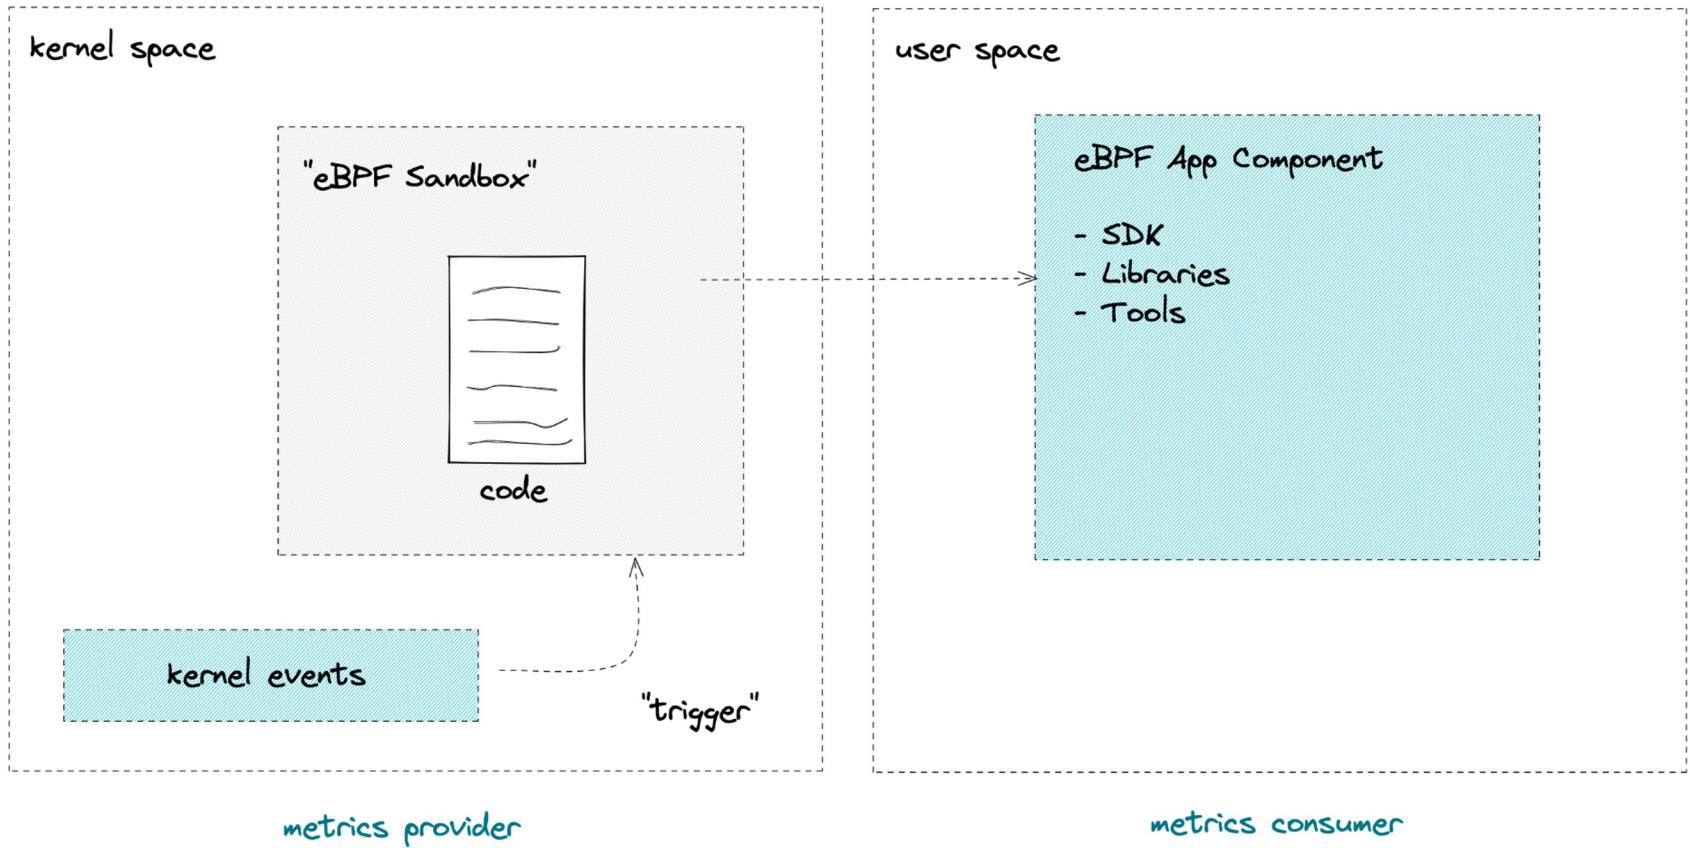 kernel space
"eBPF Sandbox"
code
kernel events
"trigger"
metrics provider
user space
eBPF App Component
- SDK
- Libraries
- Tools
metrics consumer